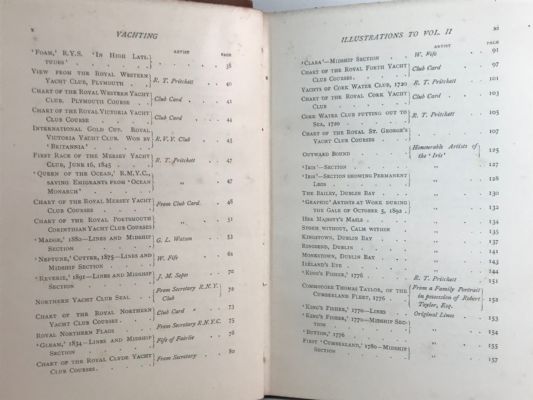 x YACHTING
ARTIST PAGE
'FOAM,' R.Y.S. 'IN HIGH LATI-
TUDES' . . . . 38
VIEW FROM THE ROYAL WESTERN
YACHT CLUB, PLYMOUTH . R. T. Pritchett . 40
CHART OF THE ROYAL WESTERN YACHT
CLUB. PLYMOUTH COURSE . Club Card . 41
CHART OF THE ROYAL VICTORIA YACHT
CLUB COURSE . . . Club Card . 44
INTERNATIONAL GOLD CUP. ROYAL
VICTORIA YACHT CLUB. WON BY R.V.Y. Club . 45
'BRITANNIA' . . .
FIRST RACE OF THE MERSEY YACHT
CLUB, JUNE 26, 1845 . . R. T. Pritchett . 47
'QUEEN OF THE OCEAN,' R.M.Y.C.,
SAVING EMIGRANTS FROM 'OCEAN " . 47
MONARCH' . . .
CHART OF THE ROYAL MERSEY YACHT
CLUB COURSES . . . From Club Card . 48
CHART OF THE ROYAL PORTSMOUTH
CORINTHIAN YACHT CLUB COURSES " . 51
'MADGE,' 1880—LINES AND MIDSHIP
SECTION . . . . G. L. Watson . 52
'NEPTUNE,' CUTTER, 1875—LINES AND
MIDSHIP SECTION . . W. Fife . 61
'REVERIE,' 1891—LINES AND MIDSHIP
SECTION . . . . J. M. Soper . 70
NORTHERN YACHT CLUB SEAL . From Secretary R.N.Y. Club . 72
CHART OF THE ROYAL NORTHERN
YACHT CLUB COURSES . . Club Card . 73
ROYAL NORTHERN FLAGS . . From Secretary R.N.Y.C. 75
'GLEAM,' 1834—LINES AND MIDSHIP
SECTION . . . . Fife of Fairlie . 78
CHART OF THE ROYAL CLYDE YACHT
CLUB COURSES . . . From Secretary . 80
ILLUSTRATIONS TO VOL. II xi
ARTIST PAGE
'CLARA'—MIDSHIP SECTION . . W. Fife . 91
CHART OF THE ROYAL FORTH YACHT
CLUB COURSES . . . Club Card . 97
YACHTS OF CORK WATER CLUB, 1720 R. T. Pritchett . 101
CHART OF THE ROYAL CORK YACHT
CLUB . . . . Club Card . 103
CORK WATER CLUB PUTTING OUT TO
SEA, 1720 . . . R. T. Pritchett . 105
CHART OF THE ROYAL ST. GEORGE'S
YACHT CLUB COURSES . . 107
OUTWARD BOUND . . . Honourable Artists of the 'Iris' 125
'IRIS'—SECTION . . . " . 127
'IRIS'—SECTION SHOWING PERMANENT
LEGS . . . . " . 128
THE BAILEY, DUBLIN BAY . . " . 130
'GRAPHIC' ARTISTS AT WORK DURING
THE GALE OF OCTOBER 5, 1892 . " . 132
HER MAJESTY'S MAILS . . " . 134
STORM WITHOUT, CALM WITHIN . " . 135
KINGSTOWN, DUBLIN BAY . . " . 137
RINGSEND, DUBLIN . . . " . 141
MONKSTOWN, DUBLIN BAY . . " . 143
IRELAND'S EYE . . . " . 144
'KING'S FISHER,' 1776 . . R. T. Pritchett . 151
COMMODORE THOMAS TAYLOR, OF THE
CUMBERLAND FLEET, 1776 . From a Family Portrait in possession of Robert Taylor, Esq. 152
'KING'S FISHER,' 1776—LINES . Original Lines . 153
'KING'S FISHER,' 1776—MIDSHIP SEC-
TION . . . . " . 154
FIRST 'CUMBERLAND,' 1780—MIDSHIP
SECTION . . . . " . 157